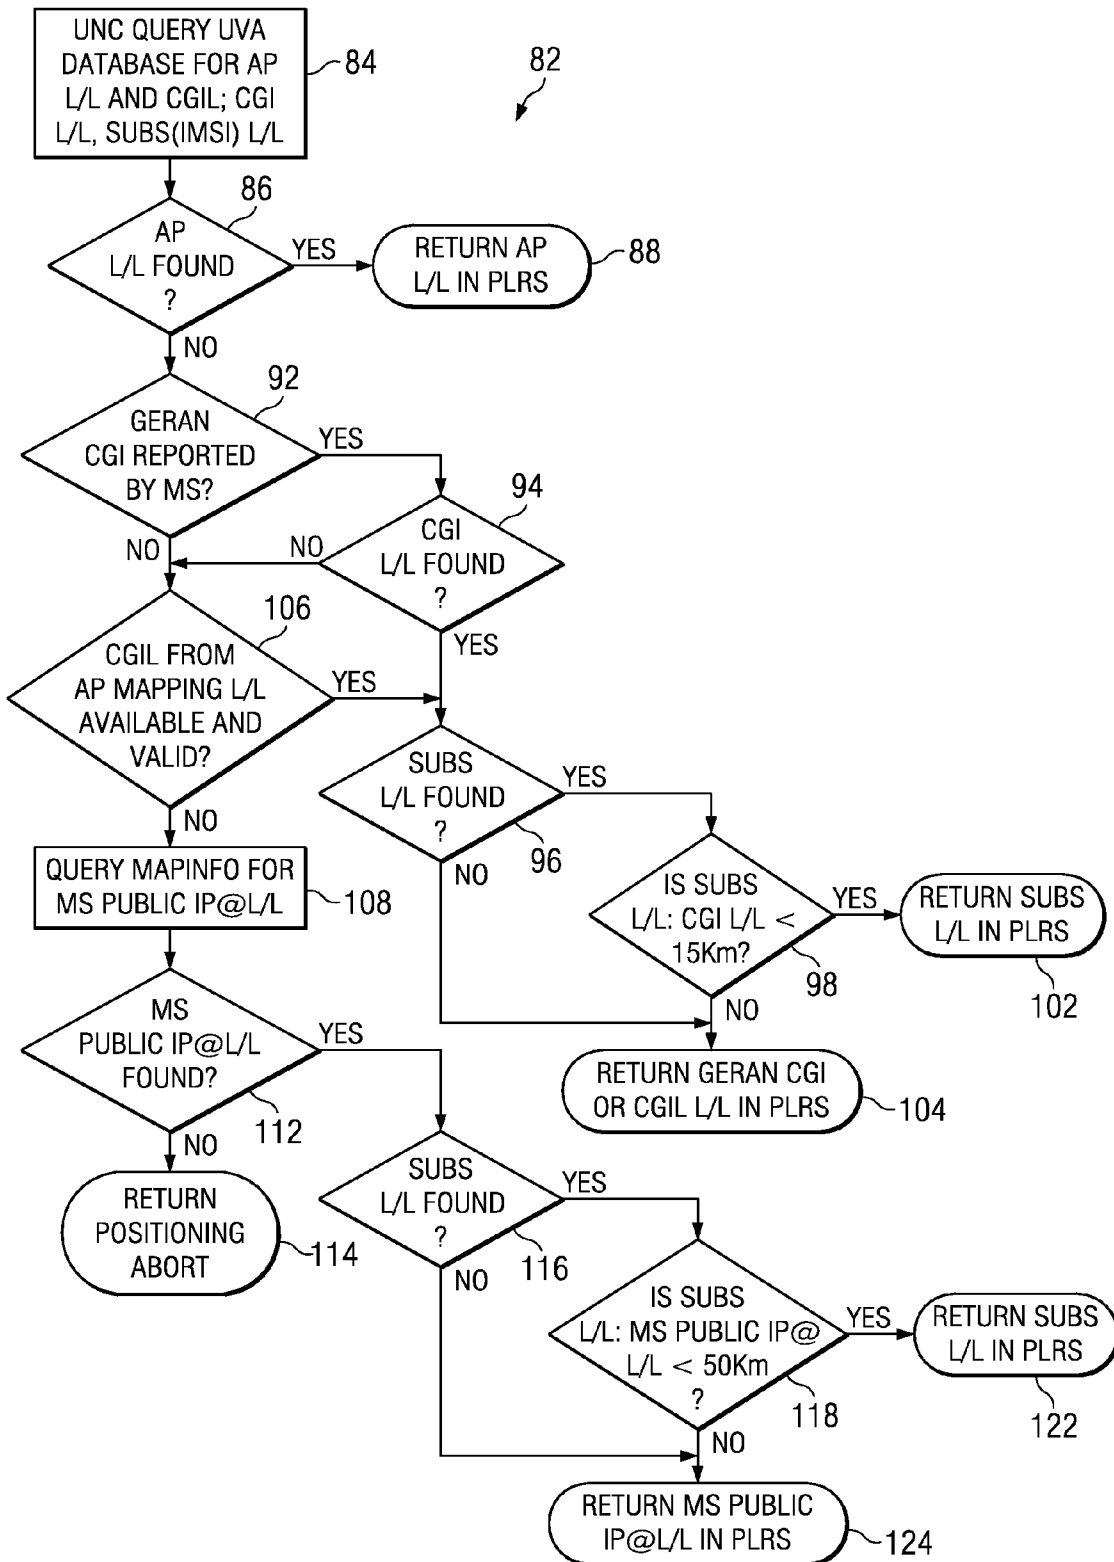 UNC QUERY UVA
DATABASE FOR AP
L/L AND CGIL; CGI
L/L, SUBS(IMSI) L/L
84
82
86
AP
L/L FOUND
?
YES
RETURN AP
L/L IN PLRS
88
NO
92
GERAN
CGI REPORTED
BY MS?
YES
94
CGI
L/L FOUND
?
NO
NO
YES
106
CGIL FROM
AP MAPPING L/L
AVAILABLE AND
VALID?
YES
NO
SUBS
L/L FOUND
?
YES
96
NO
IS SUBS
L/L: CGI L/L <
15Km?
YES
98
NO
RETURN SUBS
L/L IN PLRS
102
RETURN GERAN CGI
OR CGIL L/L IN PLRS
104
QUERY MAPINFO FOR
MS PUBLIC IP@L/L
108
MS
PUBLIC IP@L/L
FOUND?
YES
112
NO
RETURN
POSITIONING
ABORT
114
SUBS
L/L FOUND
?
YES
116
NO
IS SUBS
L/L: MS PUBLIC IP@
L/L < 50Km
?
YES
118
NO
RETURN SUBS
L/L IN PLRS
122
RETURN MS PUBLIC
IP@L/L IN PLRS
124